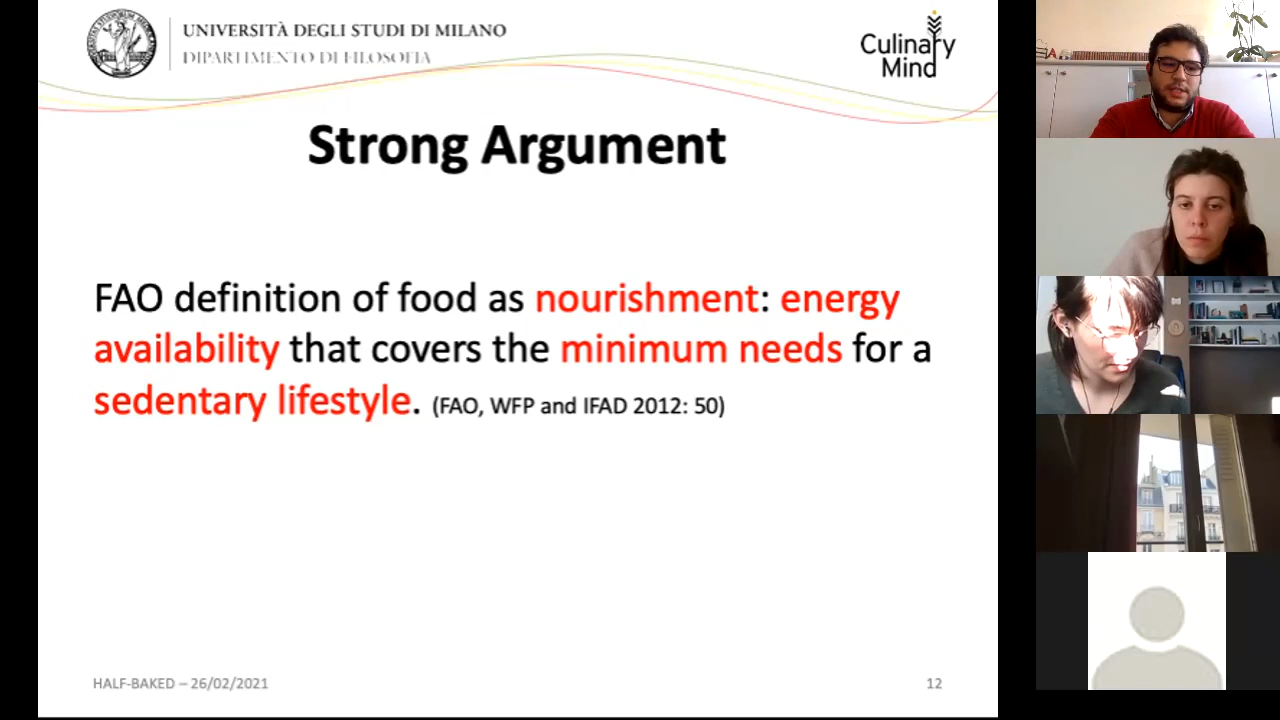 UNIVERSITÀ DEGLI STUDI DI MILANO
DIPARTIMENTO DI FILOSOFIA
Culinary
Mind
Strong Argument
FAO definition of food as nourishment: energy
availability that covers the minimum needs for a
sedentary lifestyle. (FAO, WFP and IFAD 2012: 50)
HALF-BAKED – 26/02/2021
12